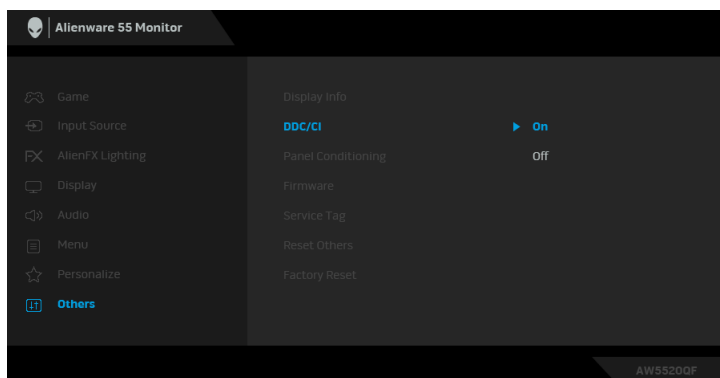 Alienware 55 Monitor
Game
Input Source
AlienFX Lighting
Display
Audio
Menu
Personalize
Others
Display Info
DDC/CI
Panel Conditioning
Firmware
Service Tag
Reset Others
Factory Reset
On
Off
AW5520QF